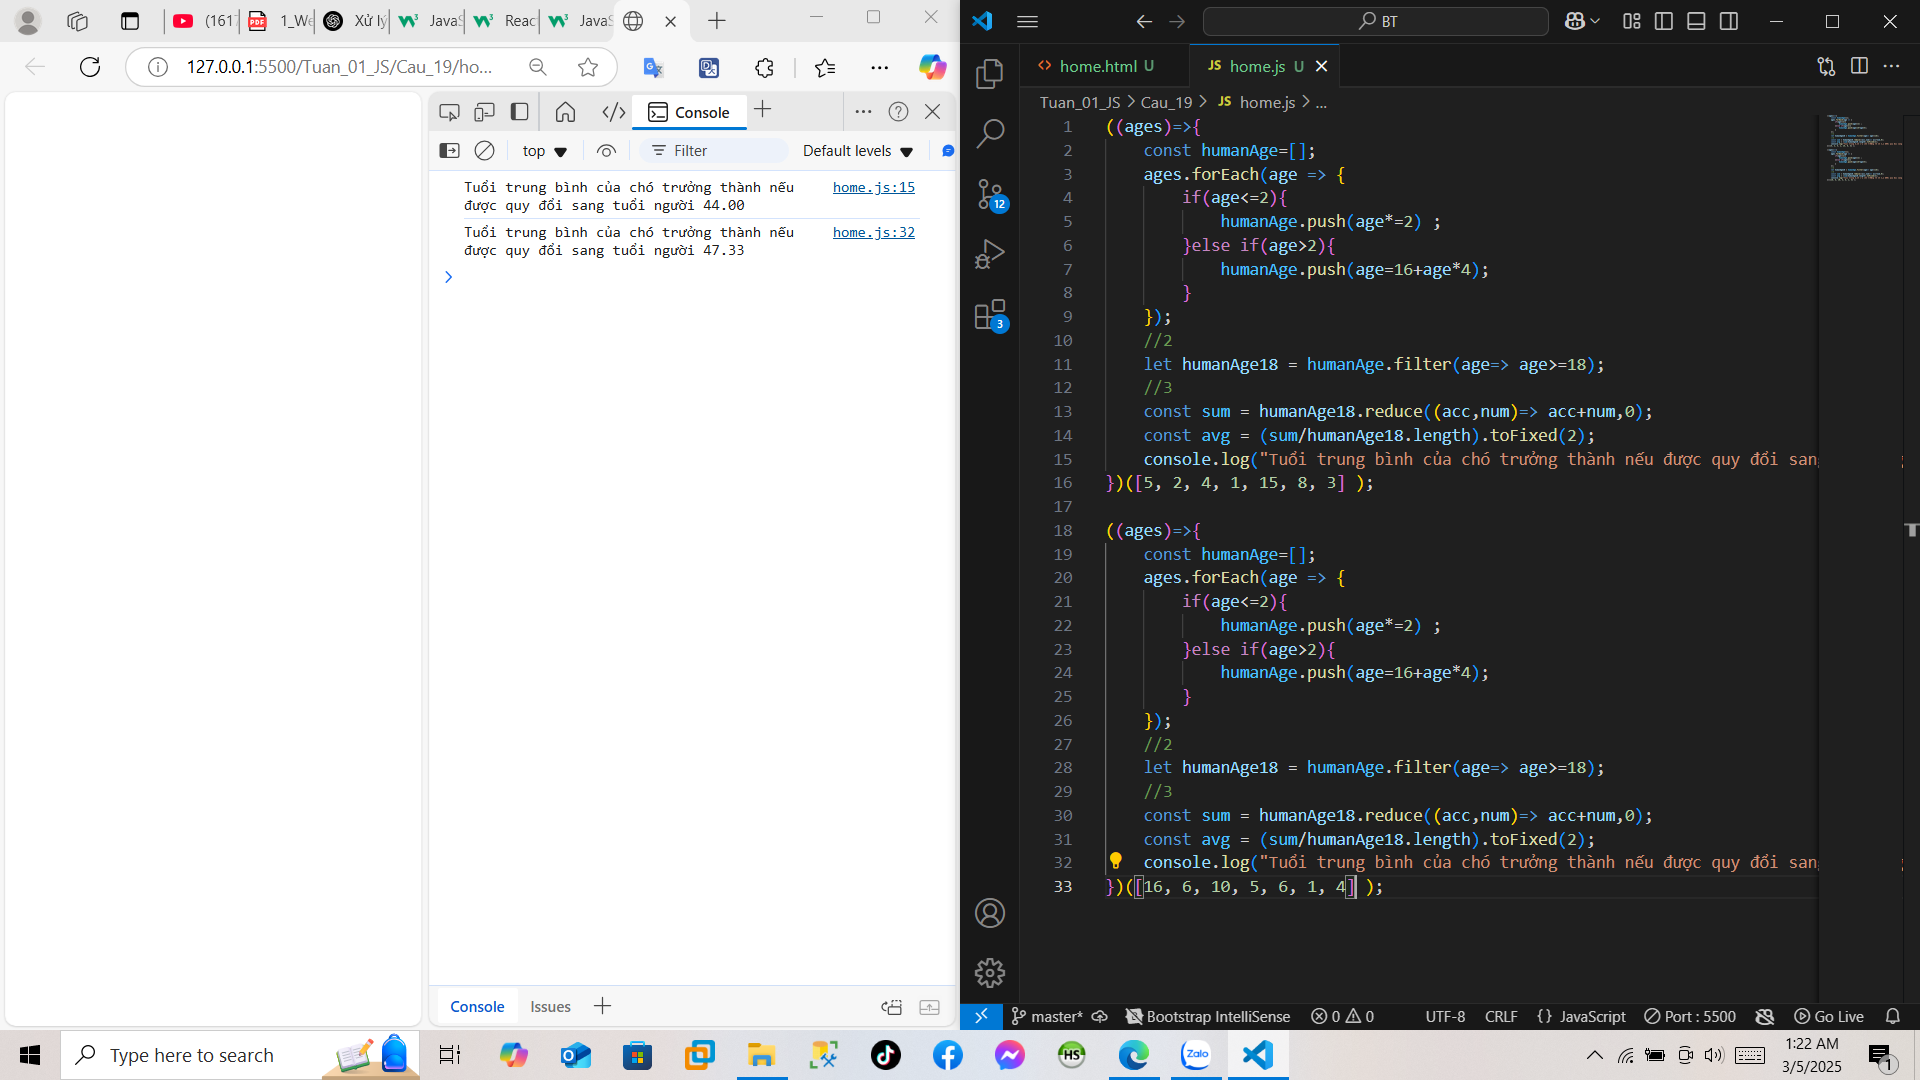 (1617
1_We
Xử lý
JavaS
Reac
JavaS
127.0.0.1:5500/Tuan_01_JS/Cau_19/ho...
Console
top
Filter
Default levels
Tuổi trung bình của chó trưởng thành nếu được quy đổi sang tuổi người 44.00
home.js:15
Tuổi trung bình của chó trưởng thành nếu được quy đổi sang tuổi người 47.33
home.js:32
Console
Issues
BT
home.html U
JS home.js U
Tuan_01_JS > Cau_19 > JS home.js > ...
12
3
1 ((ages)=>{
2 const humanAge=[];
3 ages.forEach(age => {
4 if(age<=2){
5 humanAge.push(age*=2) ;
6 }else if(age>2){
7 humanAge.push(age=16+age*4);
8 }
9 });
10 //2
11 let humanAge18 = humanAge.filter(age=> age>=18);
12 //3
13 const sum = humanAge18.reduce((acc,num)=> acc+num,0);
14 const avg = (sum/humanAge18.length).toFixed(2);
15 console.log("Tuổi trung bình của chó trưởng thành nếu được quy đổi san
16 })([5, 2, 4, 1, 15, 8, 3] );
17
18 ((ages)=>{
19 const humanAge=[];
20 ages.forEach(age => {
21 if(age<=2){
22 humanAge.push(age*=2) ;
23 }else if(age>2){
24 humanAge.push(age=16+age*4);
25 }
26 });
27 //2
28 let humanAge18 = humanAge.filter(age=> age>=18);
29 //3
30 const sum = humanAge18.reduce((acc,num)=> acc+num,0);
31 const avg = (sum/humanAge18.length).toFixed(2);
32 console.log("Tuổi trung bình của chó trưởng thành nếu được quy đổi san
33 })([16, 6, 10, 5, 6, 1, 4] );
master* Bootstrap IntelliSense 0 0 UTF-8 CRLF {} JavaScript Port : 5500 Go Live
Type here to search
HS
Zalo
1:22 AM
3/5/2025
1